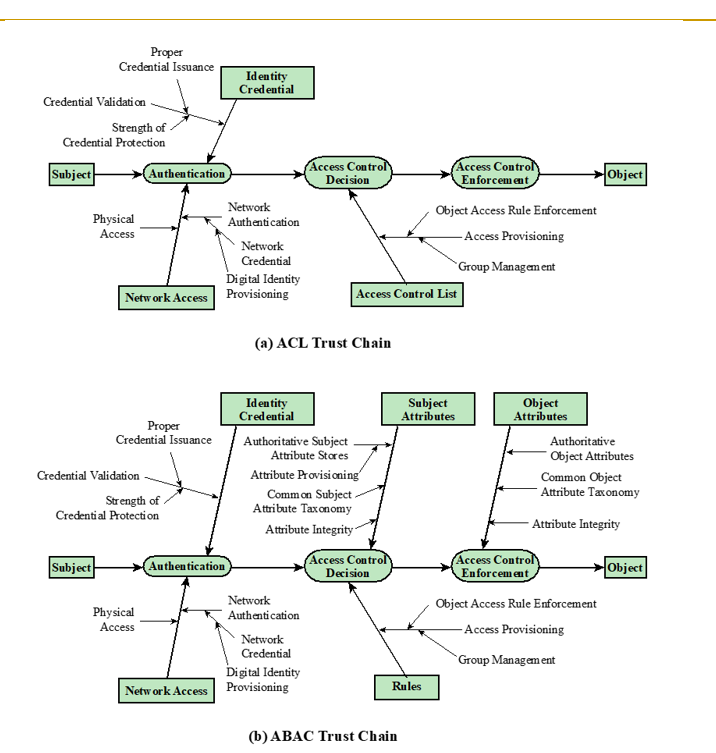 Proper
Credential Issuance
Identity
Credential
Credential Validation
Strength of
Credential Protection
Subject
Authentication
Access Control
Decision
Access Control
Enforcement
Object
Physical
Access
Network
Authentication
Network
Credential
Digital Identity
Provisioning
Object Access Rule Enforcement
Access Provisioning
Group Management
Network Access
Access Control List
(a) ACL Trust Chain
Identity
Credential
Subject
Attributes
Object
Attributes
Proper
Credential Issuance
Credential Validation
Strength of
Credential Protection
Authoritative Subject
Attribute Stores
Attribute Provisioning
Common Subject
Attribute Taxonomy
Attribute Integrity
Authoritative
Object Attributes
Common Object
Attribute Taxonomy
Attribute Integrity
Subject
Authentication
Access Control
Decision
Access Control
Enforcement
Object
Physical
Access
Network
Authentication
Network
Credential
Digital Identity
Provisioning
Object Access Rule Enforcement
Access Provisioning
Group Management
Network Access
Rules
(b) ABAC Trust Chain